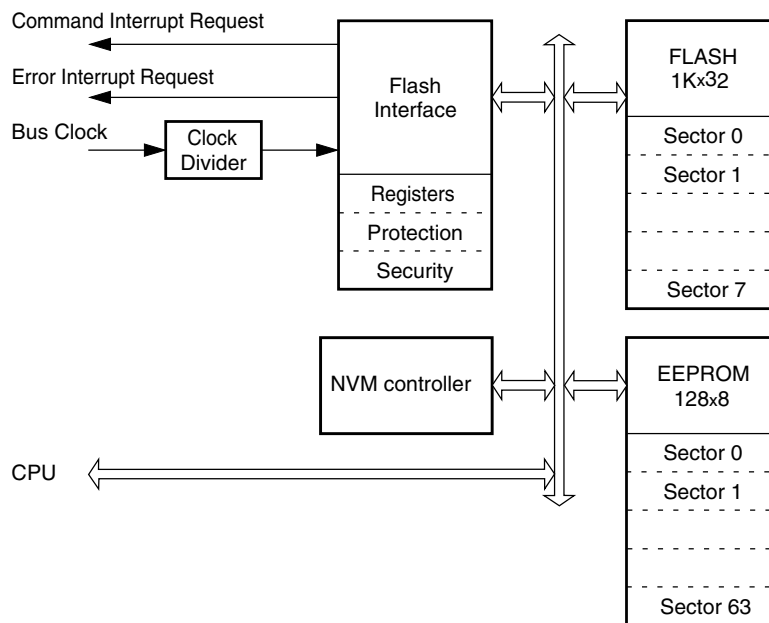 Command Interrupt Request
Error Interrupt Request
Bus Clock
Clock
Divider
Flash
Interface
Registers
Protection
Security
FLASH
1Kx32
Sector 0
Sector 1
Sector 7
NVM controller
EEPROM
128x8
Sector 0
Sector 1
Sector 63
CPU